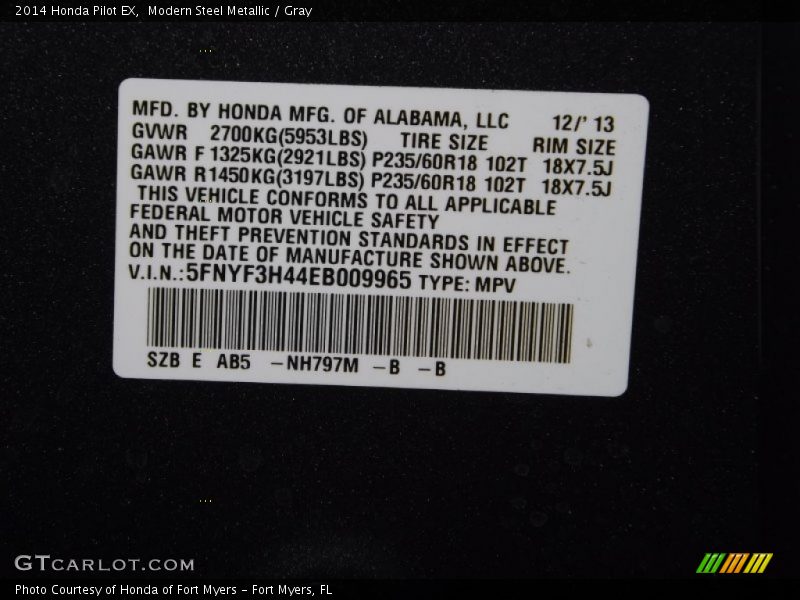 2014 Honda Pilot EX,  Modern Steel Metallic / Gray
MFD. BY HONDA MFG. OF ALABAMA, LLC 12/' 13
GVWR 2700KG(5953LBS) TIRE SIZE RIM SIZE
GAWR F 1325KG(2921LBS) P235/60R18 102T 18X7.5J
GAWR R1450KG(3197LBS) P235/60R18 102T 18X7.5J
THIS VEHICLE CONFORMS TO ALL APPLICABLE
FEDERAL MOTOR VEHICLE SAFETY
AND THEFT PREVENTION STANDARDS IN EFFECT
ON THE DATE OF MANUFACTURE SHOWN ABOVE.
V.I.N.:5FNYF3H44EB009965 TYPE: MPV
SZB E AB5 -NH797M -B -B
GTCARLOT.COM
Photo Courtesy of Honda of Fort Myers - Fort Myers, FL